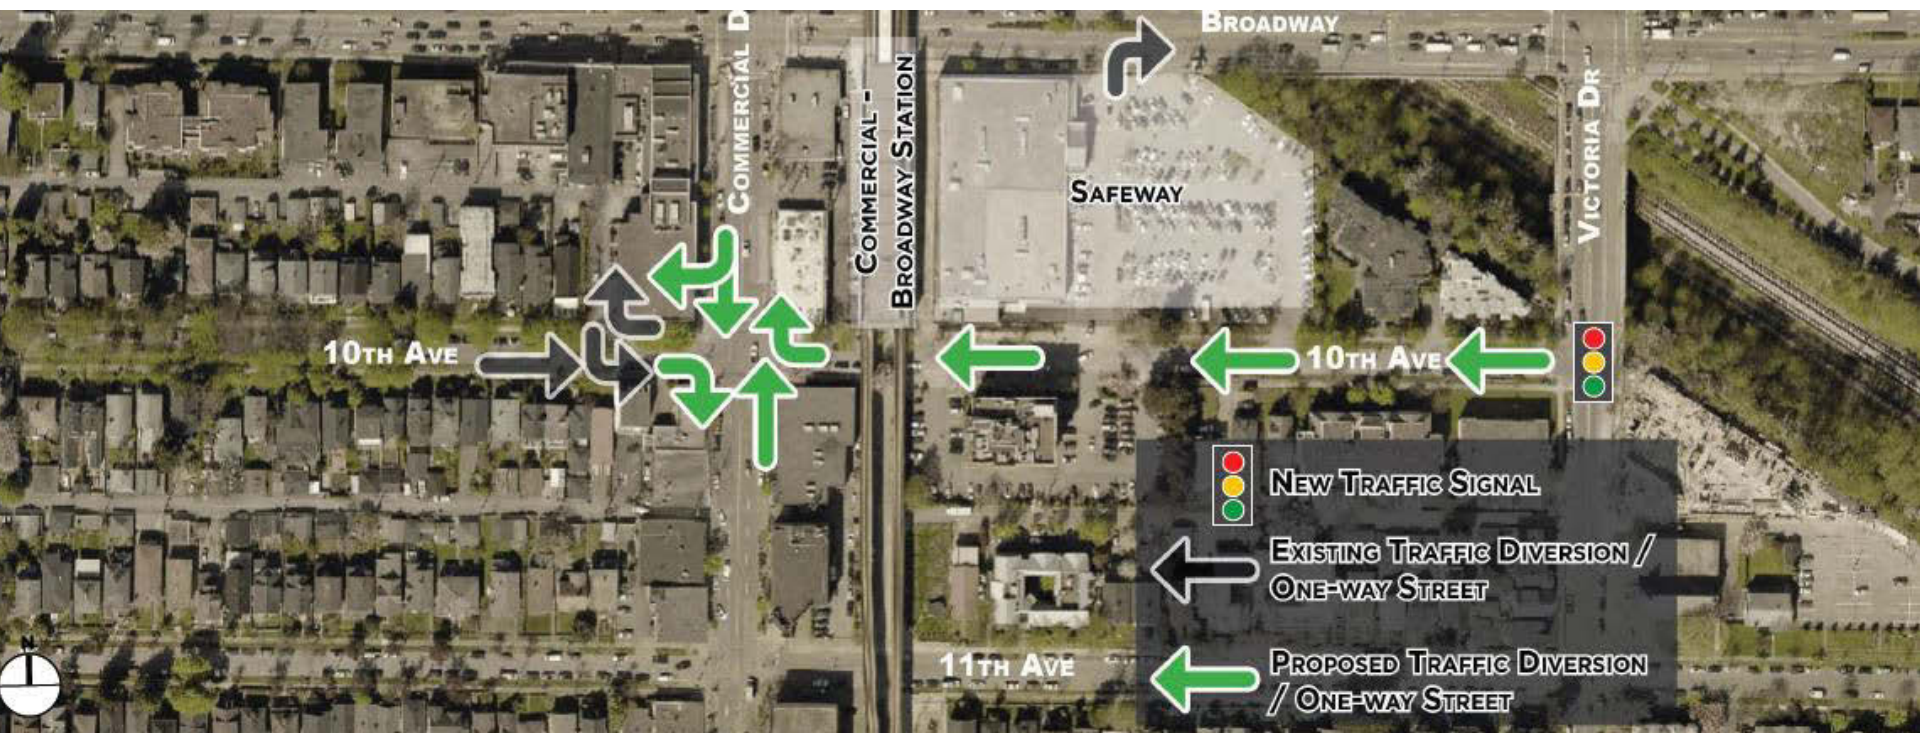 BROADWAY
COMMERCIAL D
COMMERCIAL -
BROADWAY STATION
SAFEWAY
VICTORIA DR
10TH AVE
10TH AVE
NEW TRAFFIC SIGNAL
EXISTING TRAFFIC DIVERSION /
ONE-WAY STREET
N
11TH AVE
PROPOSED TRAFFIC DIVERSION
/ ONE-WAY STREET